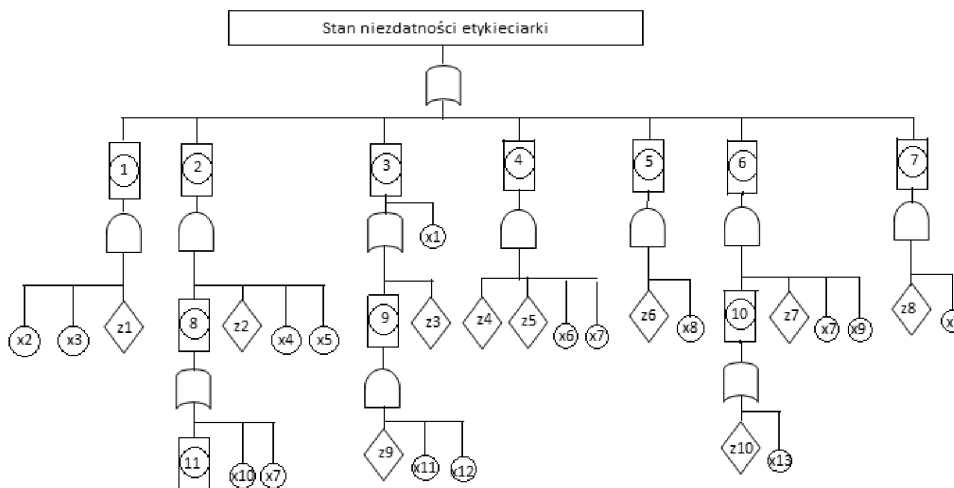 Stan niezdatności etykieciarki
1 2 3 4 5 6 7
x1
x2 x3 z1 8 z2 x4 x5 9 z3 z4 z5 x6 x7 z6 x8 10 z7 x7 x9 z8
11 x10 x7 z9 x11 x12 z10 x13